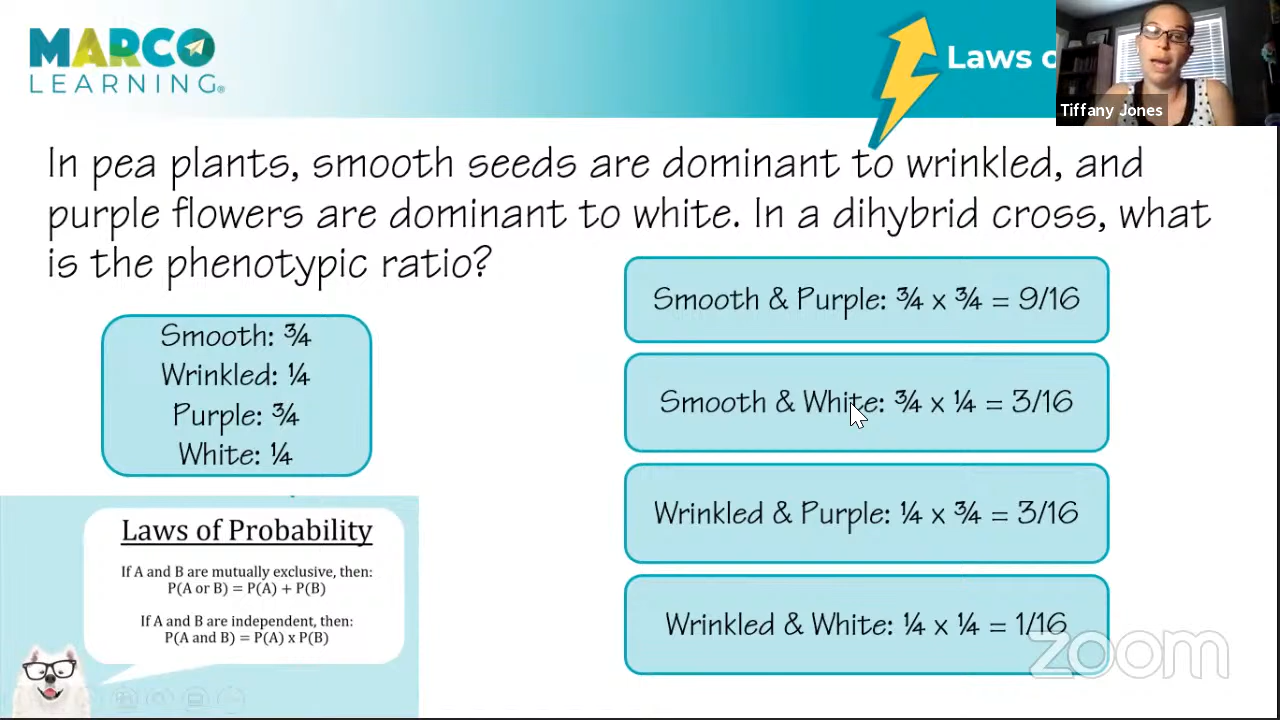 MARCO
LEARNING®
Laws o
Tiffany Jones
In pea plants, smooth seeds are dominant to wrinkled, and
purple flowers are dominant to white. In a dihybrid cross, what
is the phenotypic ratio?
Smooth: ¾
Wrinkled: ¼
Purple: ¾
White: ¼
Smooth & Purple: ¾ x ¾ = 9/16
Smooth & White: ¾ x ¼ = 3/16
Wrinkled & Purple: ¼ x ¾ = 3/16
Wrinkled & White: ¼ x ¼ = 1/16
Laws of Probability
If A and B are mutually exclusive, then:
P(A or B) = P(A) + P(B)
If A and B are independent, then:
P(A and B) = P(A) x P(B)
zoom